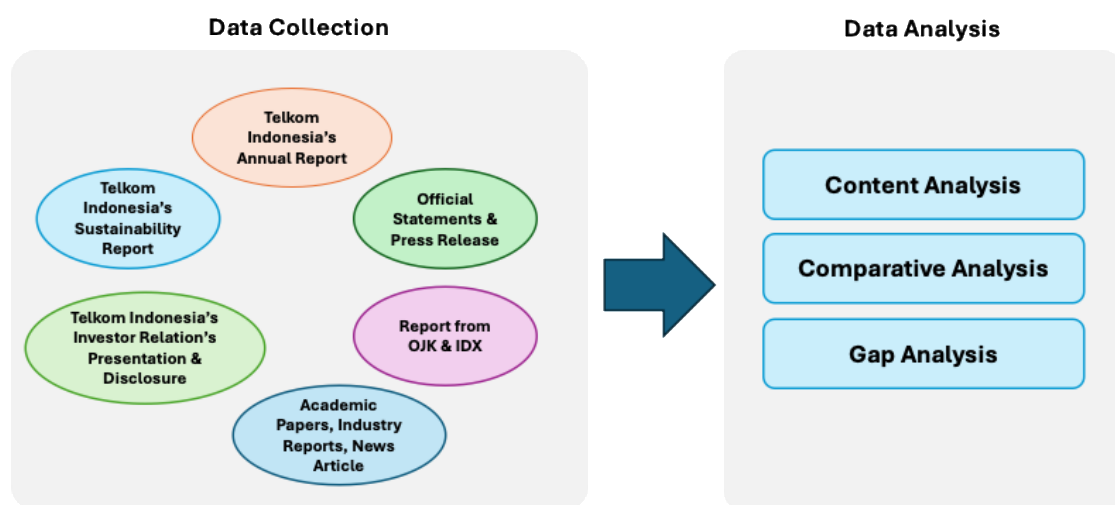 Data Collection
Telkom
Indonesia's
Annual Report
Telkom
Indonesia's
Sustainability
Report
Official
Statements &
Press Release
Telkom Indonesia's
Investor Relation's
Presentation &
Disclosure
Report from
OJK & IDX
Academic
Papers, Industry
Reports, News
Article
Data Analysis
Content Analysis
Comparative Analysis
Gap Analysis